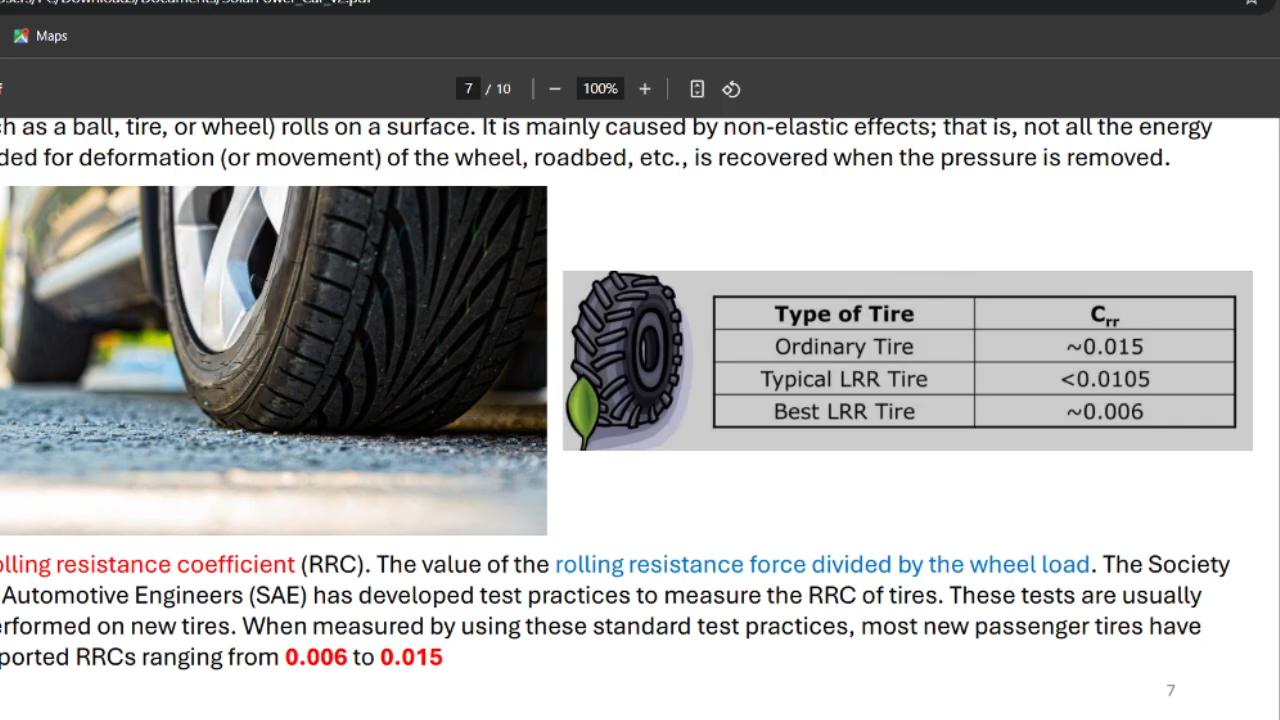 Maps
7 / 10
100%
as a ball, tire, or wheel) rolls on a surface. It is mainly caused by non-elastic effects; that is, not all the energy
for deformation (or movement) of the wheel, roadbed, etc., is recovered when the pressure is removed.
Type of Tire Crr
Ordinary Tire ~0.015
Typical LRR Tire <0.0105
Best LRR Tire ~0.006
resistance coefficient (RRC). The value of the rolling resistance force divided by the wheel load. The Society
Automotive Engineers (SAE) has developed test practices to measure the RRC of tires. These tests are usually
on new tires. When measured by using these standard test practices, most new passenger tires have
RRCs ranging from 0.006 to 0.015
7